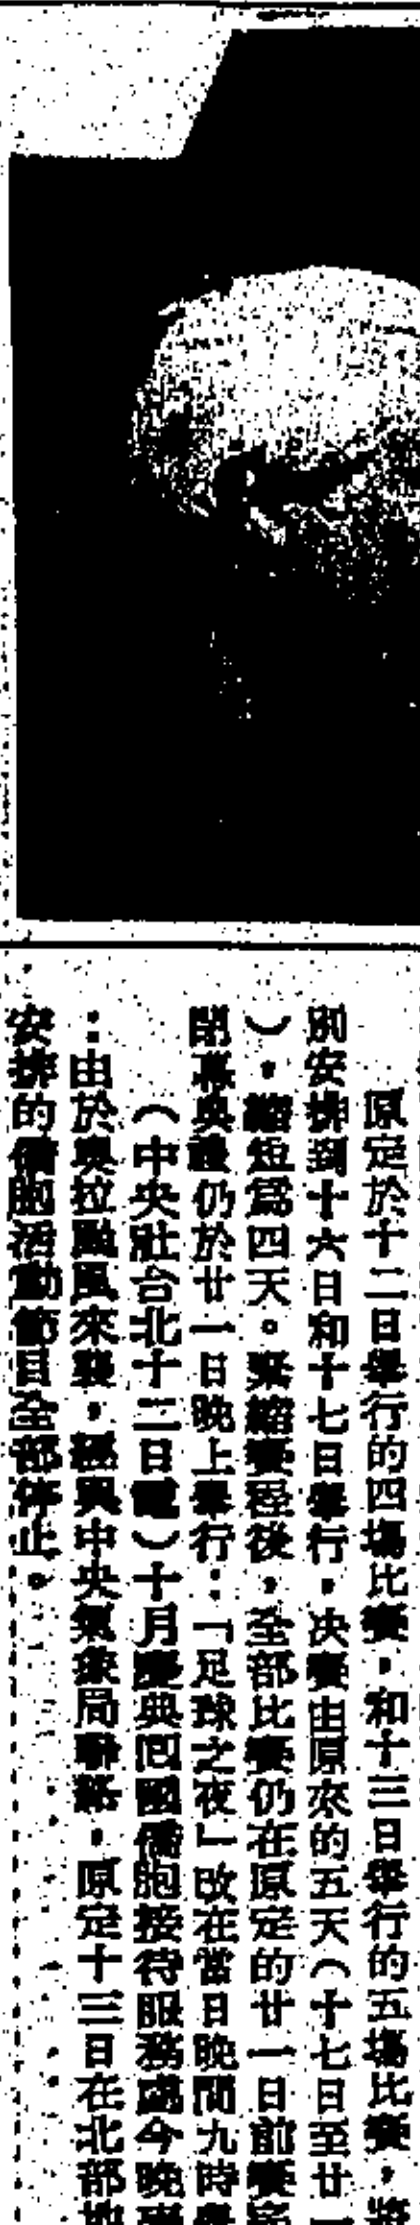 原定於十二日舉行的四場比賽，和十三日舉行的五場比賽，將
別安排到十六日和十七日舉行，決賽由原來的五天（十七日至廿一
），縮短爲四天。緊縮賽程後，全部比賽仍在原定的廿一日前賽完
閉幕典禮仍於廿一日晚上舉行；「足球之夜」改在當日晚間九時舉
（中央社台北十二日電）十月慶典回國僑胞接待服務處今晚
：由於奧拉颱風來襲，經與中央氣象局聯絡，原定十三日在北部地
安排的僑胞活動節目全部停止。